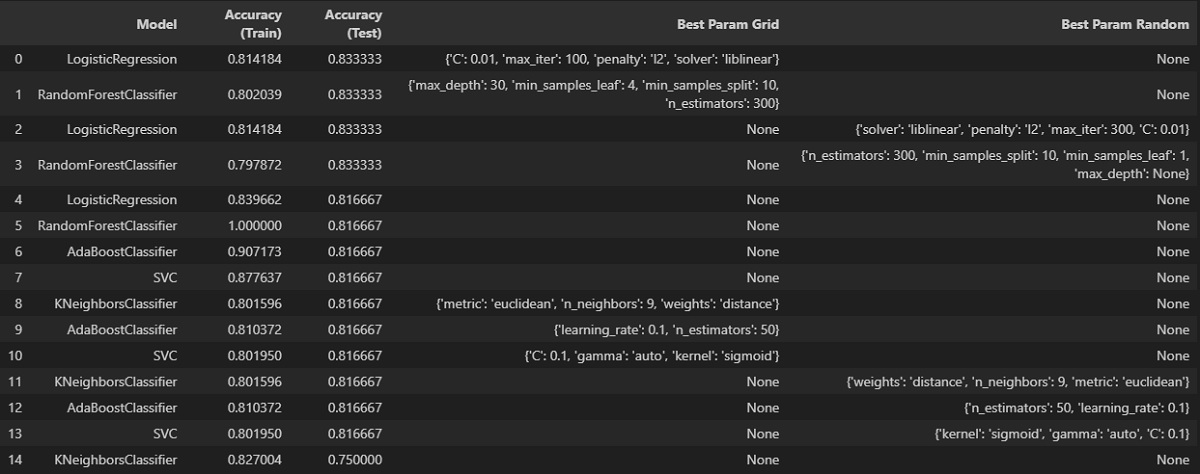 Model Accuracy (Train) Accuracy (Test) Best Param Grid Best Param Random
0 LogisticRegression 0.814184 0.833333 {'C': 0.01, 'max_iter': 100, 'penalty': 'l2', 'solver': 'liblinear'} None
1 RandomForestClassifier 0.802039 0.833333 {'max_depth': 30, 'min_samples_leaf': 4, 'min_samples_split': 10, 'n_estimators': 300} None
2 LogisticRegression 0.814184 0.833333 None {'solver': 'liblinear', 'penalty': 'l2', 'max_iter': 300, 'C': 0.01}
3 RandomForestClassifier 0.797872 0.833333 None {'n_estimators': 300, 'min_samples_split': 10, 'min_samples_leaf': 1, 'max_depth': None}
4 LogisticRegression 0.839662 0.816667 None None
5 RandomForestClassifier 1.000000 0.816667 None None
6 AdaBoostClassifier 0.907173 0.816667 None None
7 SVC 0.877637 0.816667 None None
8 KNeighborsClassifier 0.801596 0.816667 {'metric': 'euclidean', 'n_neighbors': 9, 'weights': 'distance'} None
9 AdaBoostClassifier 0.810372 0.816667 {'learning_rate': 0.1, 'n_estimators': 50} None
10 SVC 0.801950 0.816667 {'C': 0.1, 'gamma': 'auto', 'kernel': 'sigmoid'} None
11 KNeighborsClassifier 0.801596 0.816667 None {'weights': 'distance', 'n_neighbors': 9, 'metric': 'euclidean'}
12 AdaBoostClassifier 0.810372 0.816667 None {'n_estimators': 50, 'learning_rate': 0.1}
13 SVC 0.801950 0.816667 None {'kernel': 'sigmoid', 'gamma': 'auto', 'C': 0.1}
14 KNeighborsClassifier 0.827004 0.750000 None None